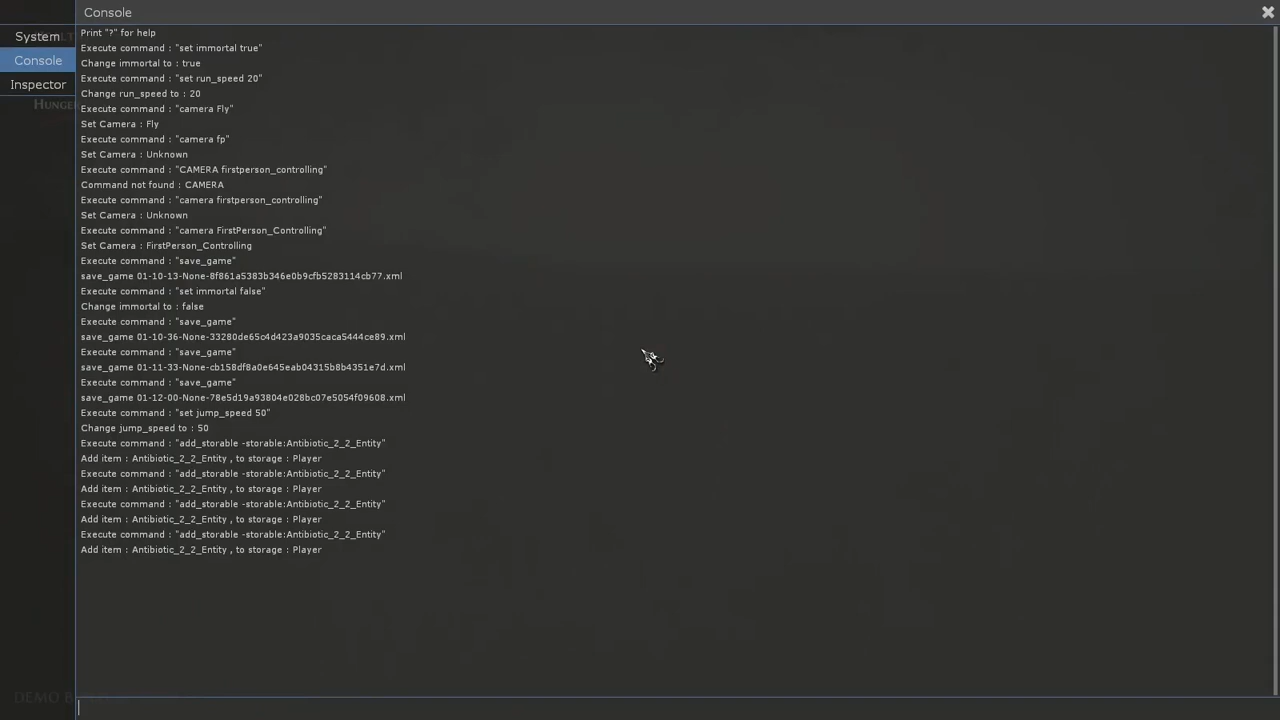 Console
System
Console
Inspector
HUNGE
Print "?" for help
Execute command : "set immortal true"
Change immortal to : true
Execute command : "set run_speed 20"
Change run_speed to : 20
Execute command : "camera Fly"
Set Camera : Fly
Execute command : "camera fp"
Set Camera : Unknown
Execute command : "CAMERA firstperson_controlling"
Command not found : CAMERA
Execute command : "camera firstperson_controlling"
Set Camera : Unknown
Execute command : "camera FirstPerson_Controlling"
Set Camera : FirstPerson_Controlling
Execute command : "save_game"
save_game 01-10-13-None-8f861a5383b346e0b9cfb5283114cb77.xml
Execute command : "set immortal false"
Change immortal to : false
Execute command : "save_game"
save_game 01-10-36-None-33280de65c4d423a9035caca5444ce89.xml
Execute command : "save_game"
save_game 01-11-33-None-cb158df8a0e645eab04315b8b4351e7d.xml
Execute command : "save_game"
save_game 01-12-00-None-78e5d19a93804e028bc07e5054f09608.xml
Execute command : "set jump_speed 50"
Change jump_speed to : 50
Execute command : "add_storable -storable:Antibiotic_2_2_Entity"
Add item : Antibiotic_2_2_Entity , to storage : Player
Execute command : "add_storable -storable:Antibiotic_2_2_Entity"
Add item : Antibiotic_2_2_Entity , to storage : Player
Execute command : "add_storable -storable:Antibiotic_2_2_Entity"
Add item : Antibiotic_2_2_Entity , to storage : Player
Execute command : "add_storable -storable:Antibiotic_2_2_Entity"
Add item : Antibiotic_2_2_Entity , to storage : Player
DEMO